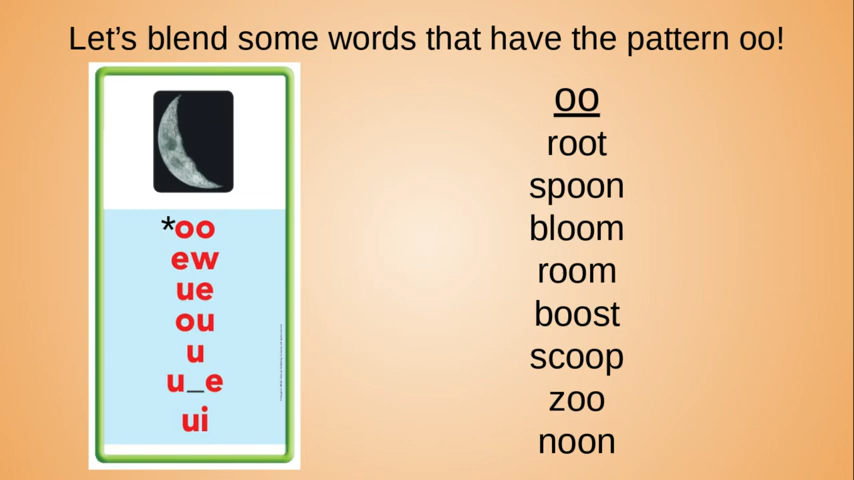 Let’s blend some words that have the pattern oo!
*oo
ew
ue
ou
u
u_e
ui
oo
root
spoon
bloom
room
boost
scoop
zoo
noon